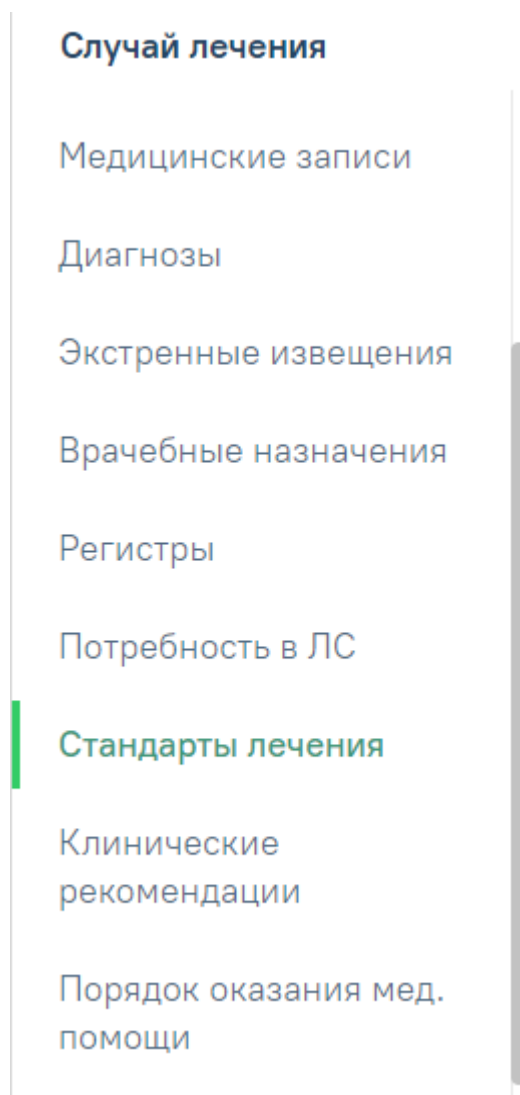 Случай лечения
Медицинские записи
Диагнозы
Экстренные извещения
Врачебные назначения
Регистры
Потребность в ЛС
Стандарты лечения
Клинические
рекомендации
Порядок оказания мед.
помощи